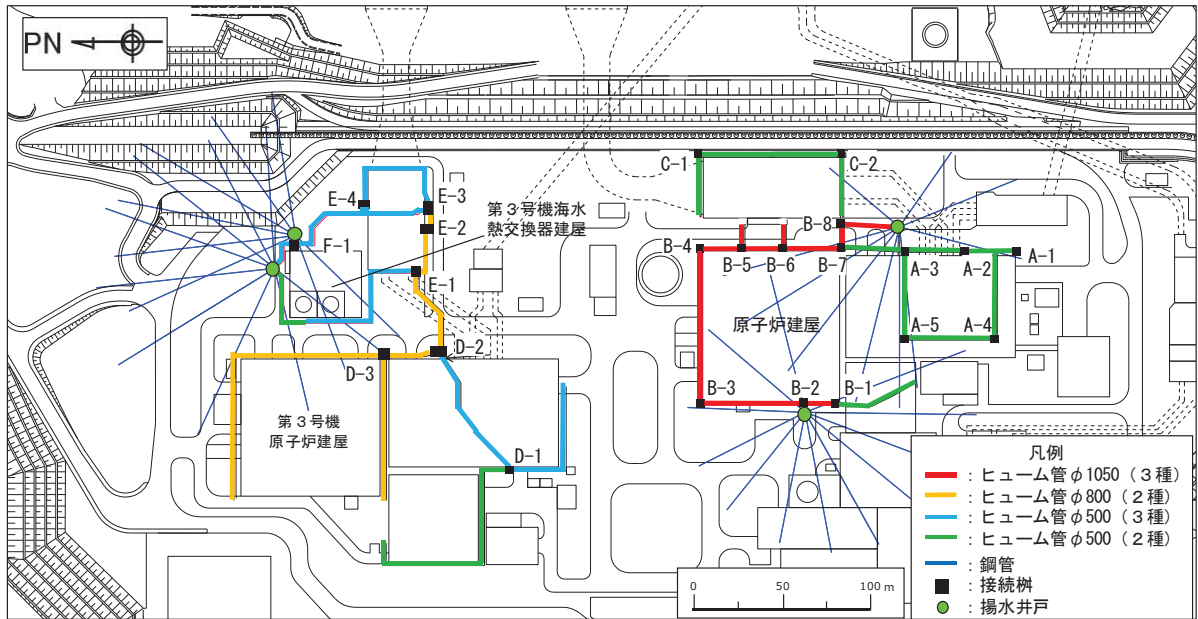 PN
C-1
C-2
E-4
E-3
E-2
第３号機海水
熱交換器建屋
F-1
E-1
B-8
B-4
B-5
B-6
B-7
A-3
A-2
A-1
原子炉建屋
A-5
A-4
D-2
D-3
B-3
B-2
B-1
第３号機
原子炉建屋
D-1
凡例
：ヒューム管φ1050（３種）
：ヒューム管φ800（２種）
：ヒューム管φ500（３種）
：ヒューム管φ500（２種）
：鋼管
：接続桝
：揚水井戸
0 50 100 m